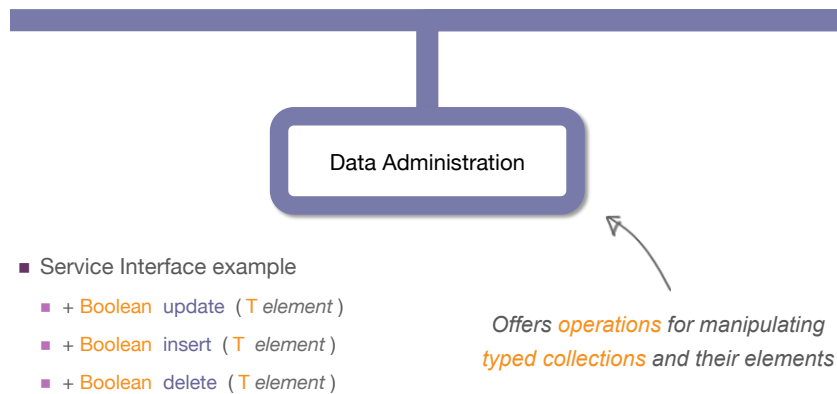 Data Administration
Service Interface example
+ Boolean update ( T element )
+ Boolean insert ( T element )
+ Boolean delete ( T element )
Offers operations for manipulating
typed collections and their elements